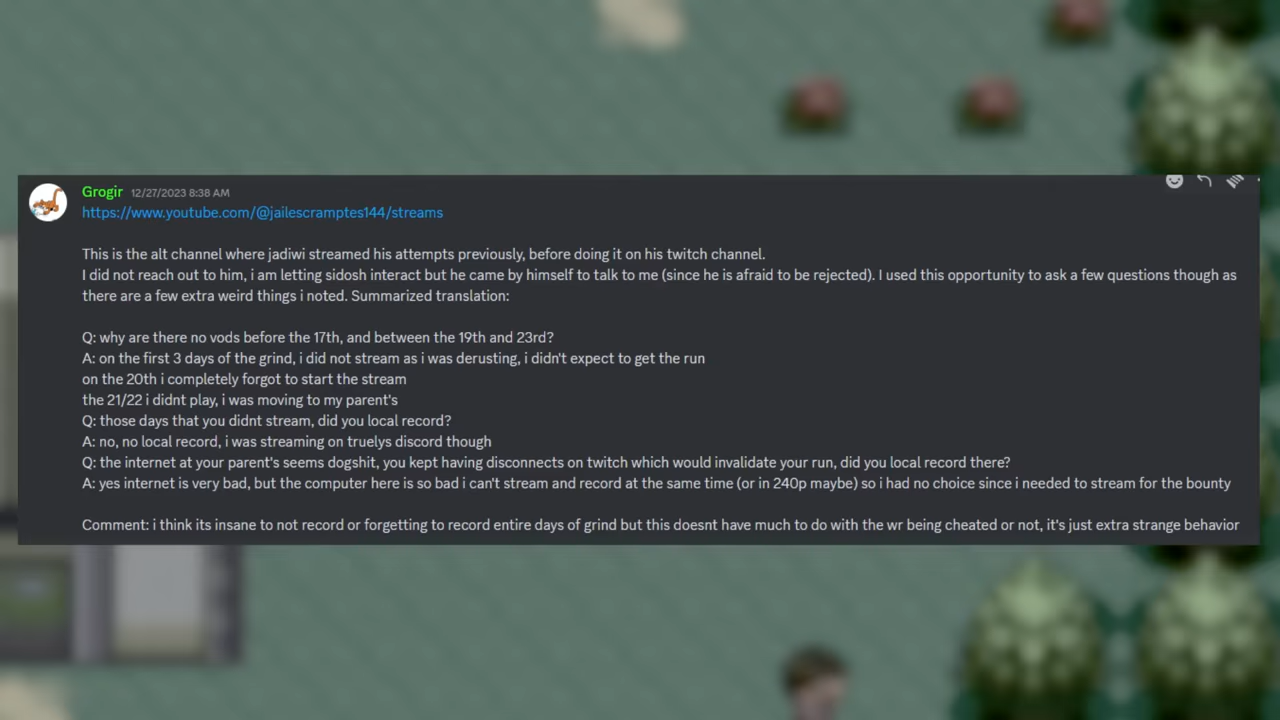 Grogir 12/27/2023 8:38 AM
https://www.youtube.com/@jailescramptes144/streams
This is the alt channel where jadiwi streamed his attempts previously, before doing it on his twitch channel.
I did not reach out to him, i am letting sidosh interact but he came by himself to talk to me (since he is afraid to be rejected). I used this opportunity to ask a few questions though as
there are a few extra weird things i noted. Summarized translation:
Q: why are there no vods before the 17th, and between the 19th and 23rd?
A: on the first 3 days of the grind, i did not stream as i was derusting, i didn't expect to get the run
on the 20th i completely forgot to start the stream
the 21/22 i didnt play, i was moving to my parent's
Q: those days that you didnt stream, did you local record?
A: no, no local record, i was streaming on truelys discord though
Q: the internet at your parent's seems dogshit, you kept having disconnects on twitch which would invalidate your run, did you local record there?
A: yes internet is very bad, but the computer here is so bad i can't stream and record at the same time (or in 240p maybe) so i had no choice since i needed to stream for the bounty
Comment: i think its insane to not record or forgetting to record entire days of grind but this doesnt have much to do with the wr being cheated or not, it's just extra strange behavior